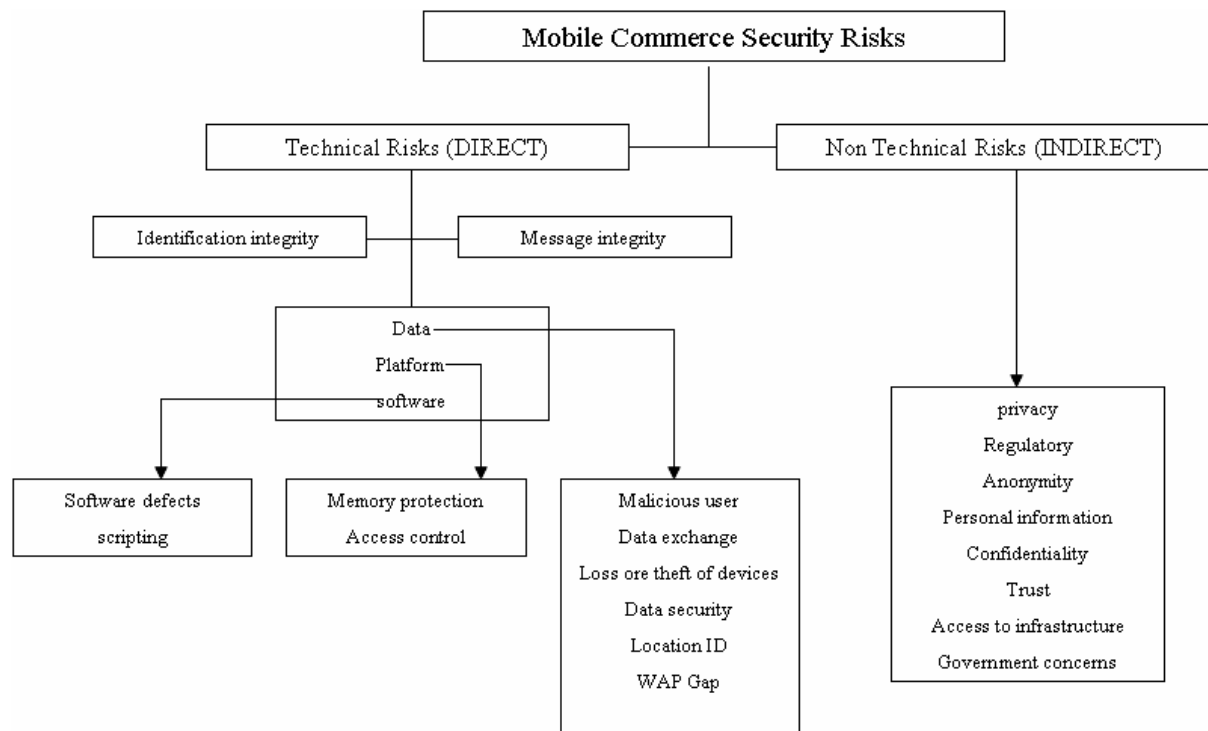 Mobile Commerce Security Risks
Technical Risks (DIRECT)
Non Technical Risks (INDIRECT)
Identification integrity
Message integrity
Data
Platform
software
Software defects
scripting
Memory protection
Access control
Malicious user
Data exchange
Loss ore theft of devices
Data security
Location ID
WAP Gap
privacy
Regulatory
Anonymity
Personal information
Confidentiality
Trust
Access to infrastructure
Government concerns